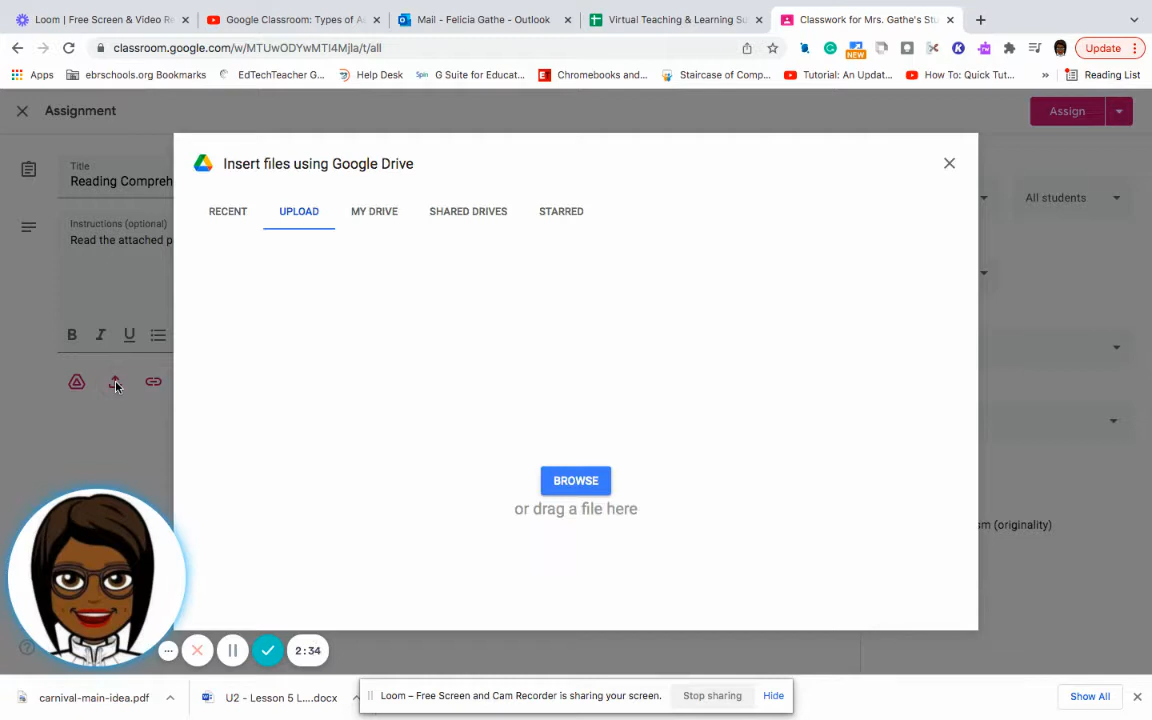 Loom | Free Screen & Video Re
Google Classroom: Types of As
Mail - Felicia Gathe - Outlook
Virtual Teaching & Learning Su
Classwork for Mrs. Gathe's Stu
classroom.google.com/w/MTUwODYwMTI4Mjla/t/all
NEW
Update
Apps
ebrschools.org Bookmarks
EdTechTeacher G...
Help Desk
Spin
G Suite for Educat...
Chromebooks and...
Staircase of Comp...
Tutorial: An Updat...
How To: Quick Tut...
»
Reading List
Assignment
Assign
Insert files using Google Drive
Title
Reading Compreh
All students
RECENT
UPLOAD
MY DRIVE
SHARED DRIVES
STARRED
Instructions (optional)
Read the attached p
B I U
BROWSE
or drag a file here
sm (originality)
2:34
carnival-main-idea.pdf
U2 - Lesson 5 L....docx
Loom – Free Screen and Cam Recorder is sharing your screen.
Stop sharing
Hide
Show All